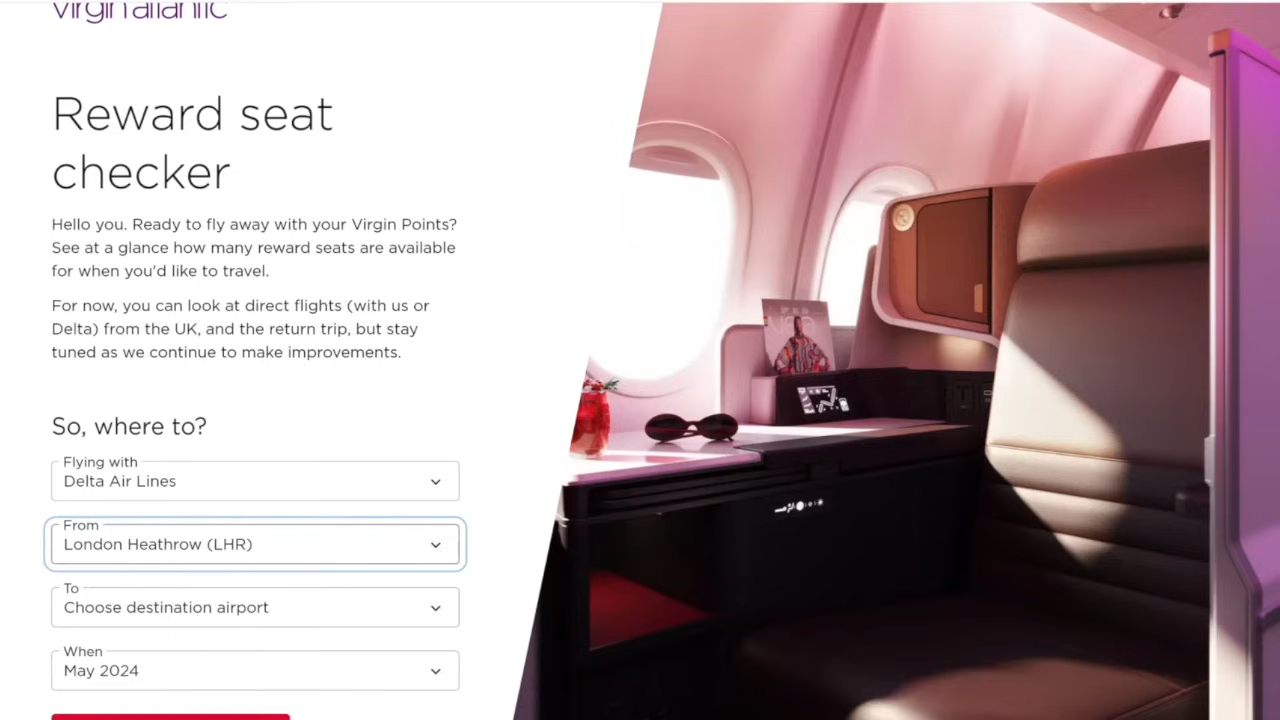 virgin atlantic
Reward seat
checker
Hello you. Ready to fly away with your Virgin Points?
See at a glance how many reward seats are available
for when you'd like to travel.
For now, you can look at direct flights (with us or
Delta) from the UK, and the return trip, but stay
tuned as we continue to make improvements.
So, where to?
Flying with
Delta Air Lines
From
London Heathrow (LHR)
To
Choose destination airport
When
May 2024